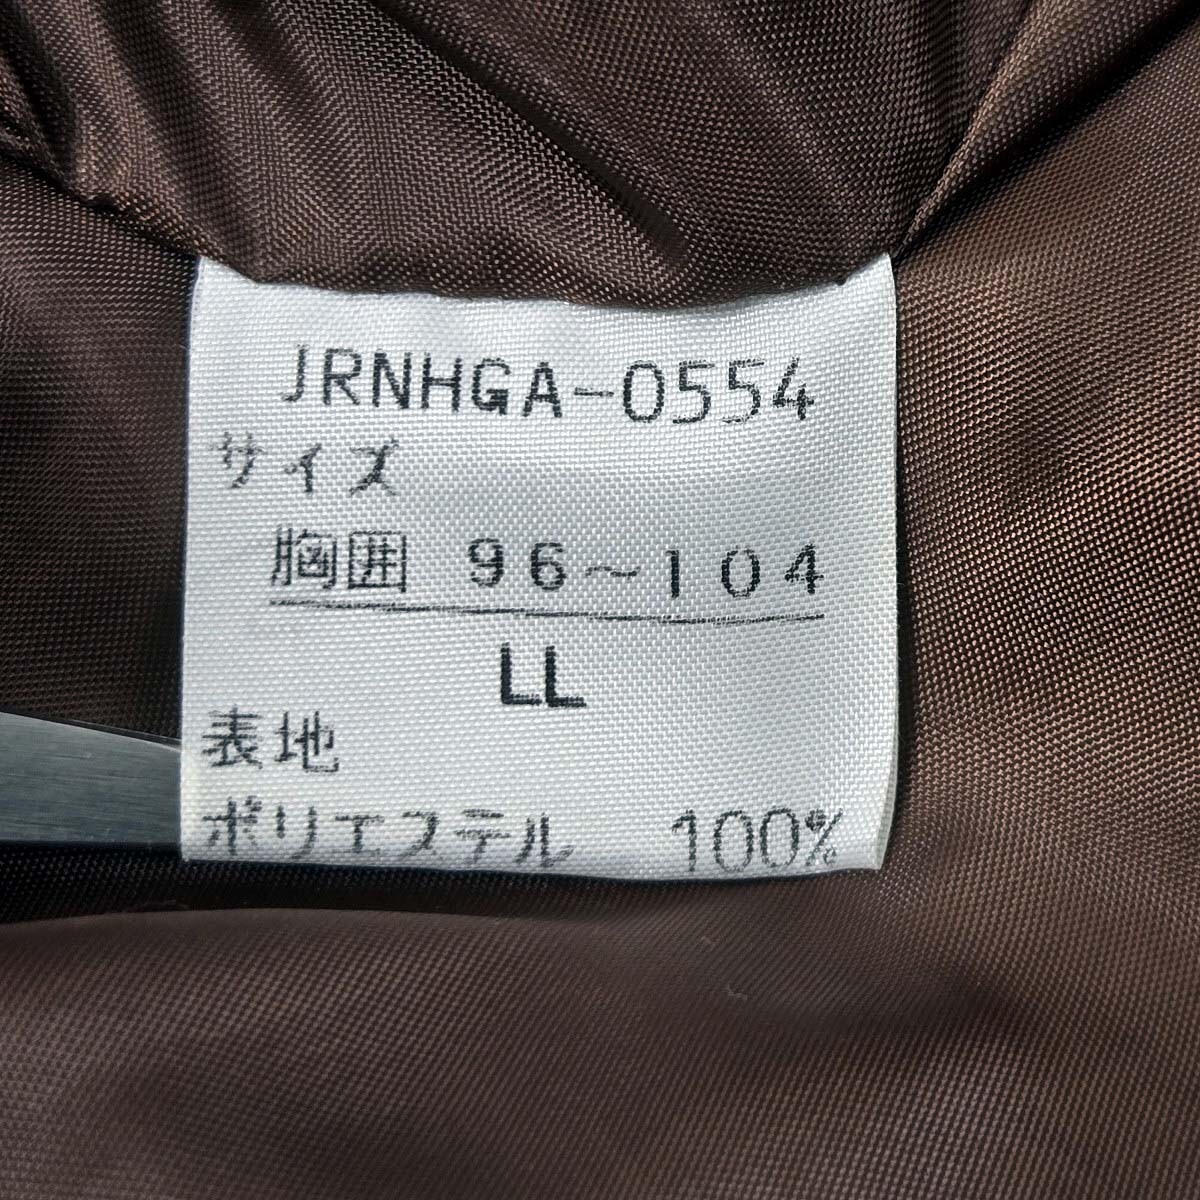 JRNHGA-0554
サイズ
胸囲 96〜104
LL
表地
ポリエステル 100%